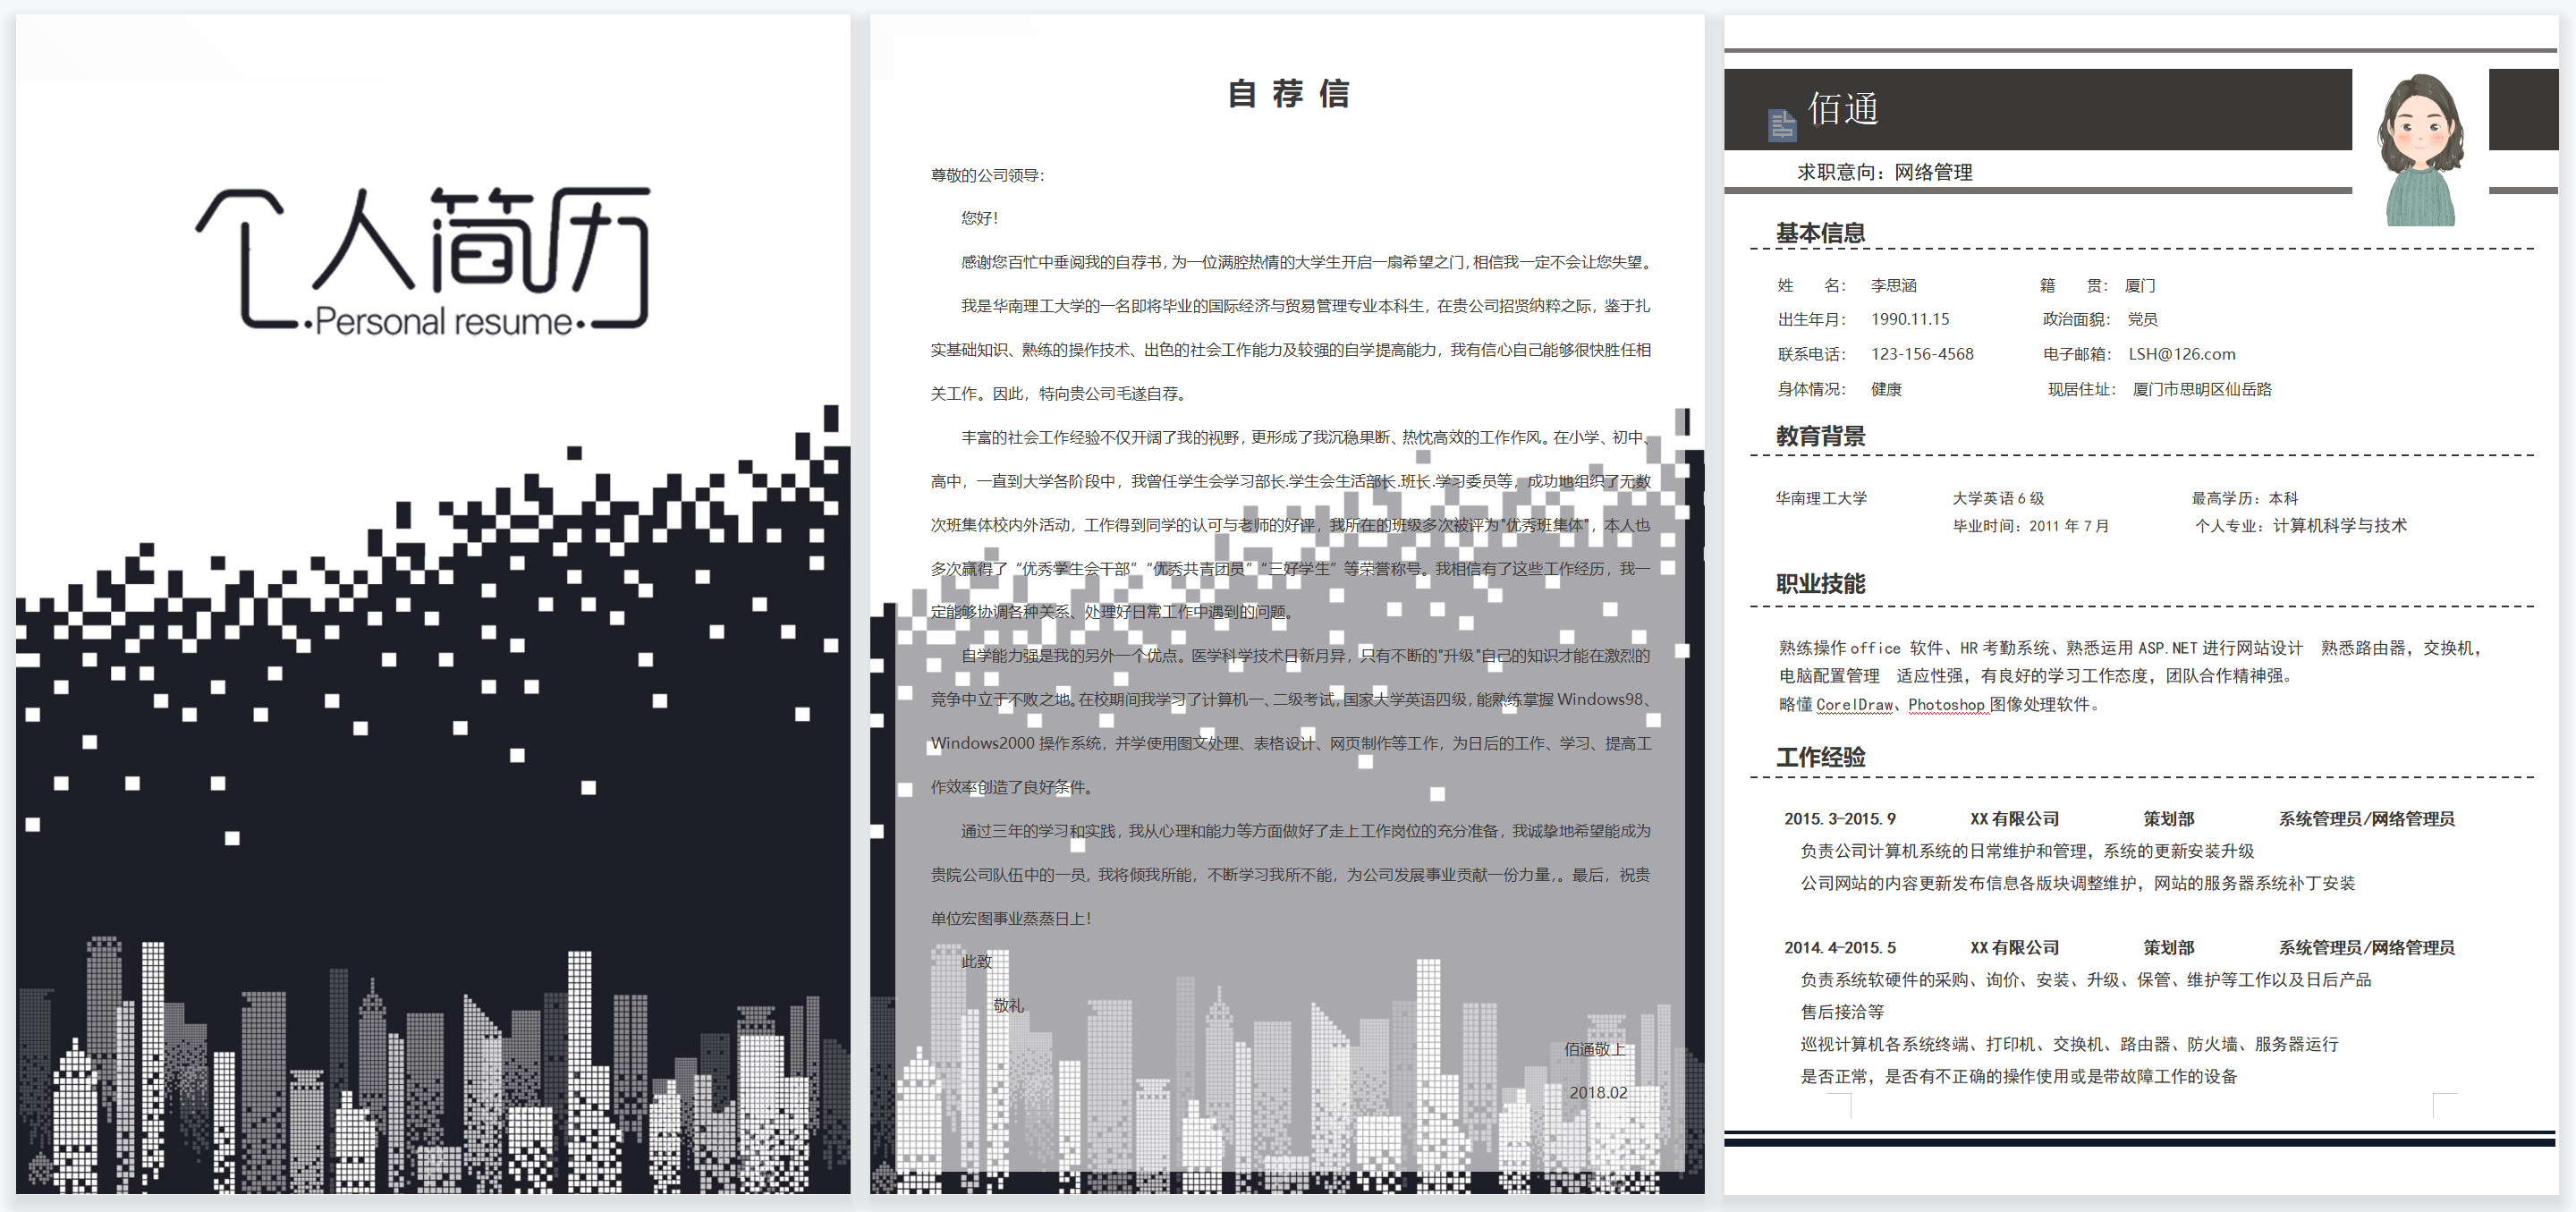 个人简历
Personal resume
自 荐 信
尊敬的公司领导：
您好！
感谢您百忙中垂阅我的自荐书，为一位满腔热情的大学生开启一扇希望之门，相信我一定不会让您失望。
我是华南理工大学的一名即将毕业的国际经济与贸易管理专业本科生，在贵公司招贤纳粹之际，鉴于扎
实基础知识、熟练的操作技术、出色的社会工作能力及较强的自学提高能力，我有信心自己能够很快胜任相
关工作。因此，特向贵公司毛遂自荐。
丰富的社会工作经验不仅开阔了我的视野，更形成了我沉稳果断、热忱高效的工作作风。在小学、初中、
高中，一直到大学各阶段中，我曾任学生会学习部长.学生会生活部长.班长.学习委员等，成功地组织了无数
次班集体校内外活动，工作得到同学的认可与老师的好评，我所在的班级多次被评为"优秀班集体"，本人也
多次赢得了“优秀学生会干部”“优秀共青团员”“三好学生”等荣誉称号。我相信有了这些工作经历，我一
定能够协调各种关系、处理好日常工作中遇到的问题。
自学能力强是我的另外一个优点。医学科学技术日新月异，只有不断的"升级"自己的知识才能在激烈的
竞争中立于不败之地。在校期间我学习了计算机一、二级考试，国家大学英语四级，能熟练掌握 Windows98、
Windows2000 操作系统，并学使用图文处理、表格设计、网页制作等工作，为日后的工作、学习、提高工
作效率创造了良好条件。
通过三年的学习和实践，我从心理和能力等方面做好了走上工作岗位的充分准备，我诚挚地希望能成为
贵院公司队伍中的一员，我将倾我所能，不断学习我所不能，为公司发展事业贡献一份力量，。最后，祝贵
单位宏图事业蒸蒸日上！
此致
敬礼
佰通敬上
2018.02
佰通
求职意向：网络管理
基本信息
姓 名： 李思涵 籍 贯： 厦门
出生年月： 1990.11.15 政治面貌： 党员
联系电话： 123-156-4568 电子邮箱： LSH@126.com
身体情况： 健康 现居住址： 厦门市思明区仙岳路
教育背景
华南理工大学 大学英语 6 级 最高学历：本科
毕业时间：2011 年 7 月 个人专业：计算机科学与技术
职业技能
熟练操作 office 软件、HR 考勤系统、熟悉运用 ASP.NET 进行网站设计 熟悉路由器，交换机，
电脑配置管理 适应性强，有良好的学习工作态度，团队合作精神强。
略懂 CorelDraw、Photoshop 图像处理软件。
工作经验
2015.3—2015.9 XX 有限公司 策划部 系统管理员/网络管理员
负责公司计算机系统的日常维护和管理，系统的更新安装升级
公司网站的内容更新发布信息各版块调整维护，网站的服务器系统补丁安装
2014.4—2015.5 XX 有限公司 策划部 系统管理员/网络管理员
负责系统软硬件的采购、询价、安装、升级、保管、维护等工作以及日后产品
售后接洽等
巡视计算机各系统终端、打印机、交换机、路由器、防火墙、服务器运行
是否正常，是否有不正确的操作使用或是带故障工作的设备